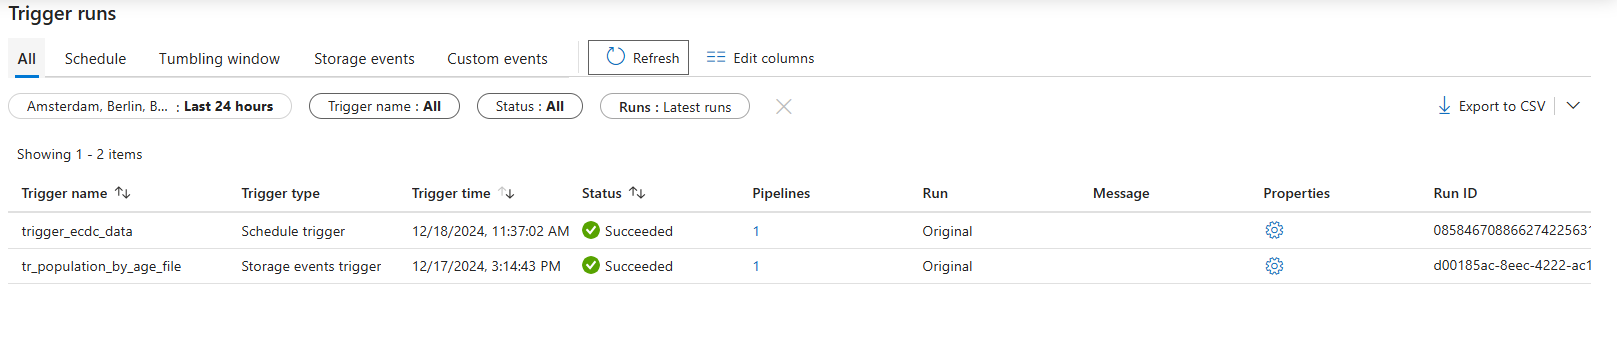 Trigger runs
All Schedule Tumbling window Storage events Custom events Refresh Edit columns
Amsterdam, Berlin, B... : Last 24 hours Trigger name : All Status : All Runs : Latest runs Export to CSV
Showing 1 - 2 items
Trigger name Trigger type Trigger time Status Pipelines Run Message Properties Run ID
trigger_ecdc_data Schedule trigger 12/18/2024, 11:37:02 AM Succeeded 1 Original 085846708866274225631
tr_population_by_age_file Storage events trigger 12/17/2024, 3:14:43 PM Succeeded 1 Original d00185ac-8eec-4222-ac1